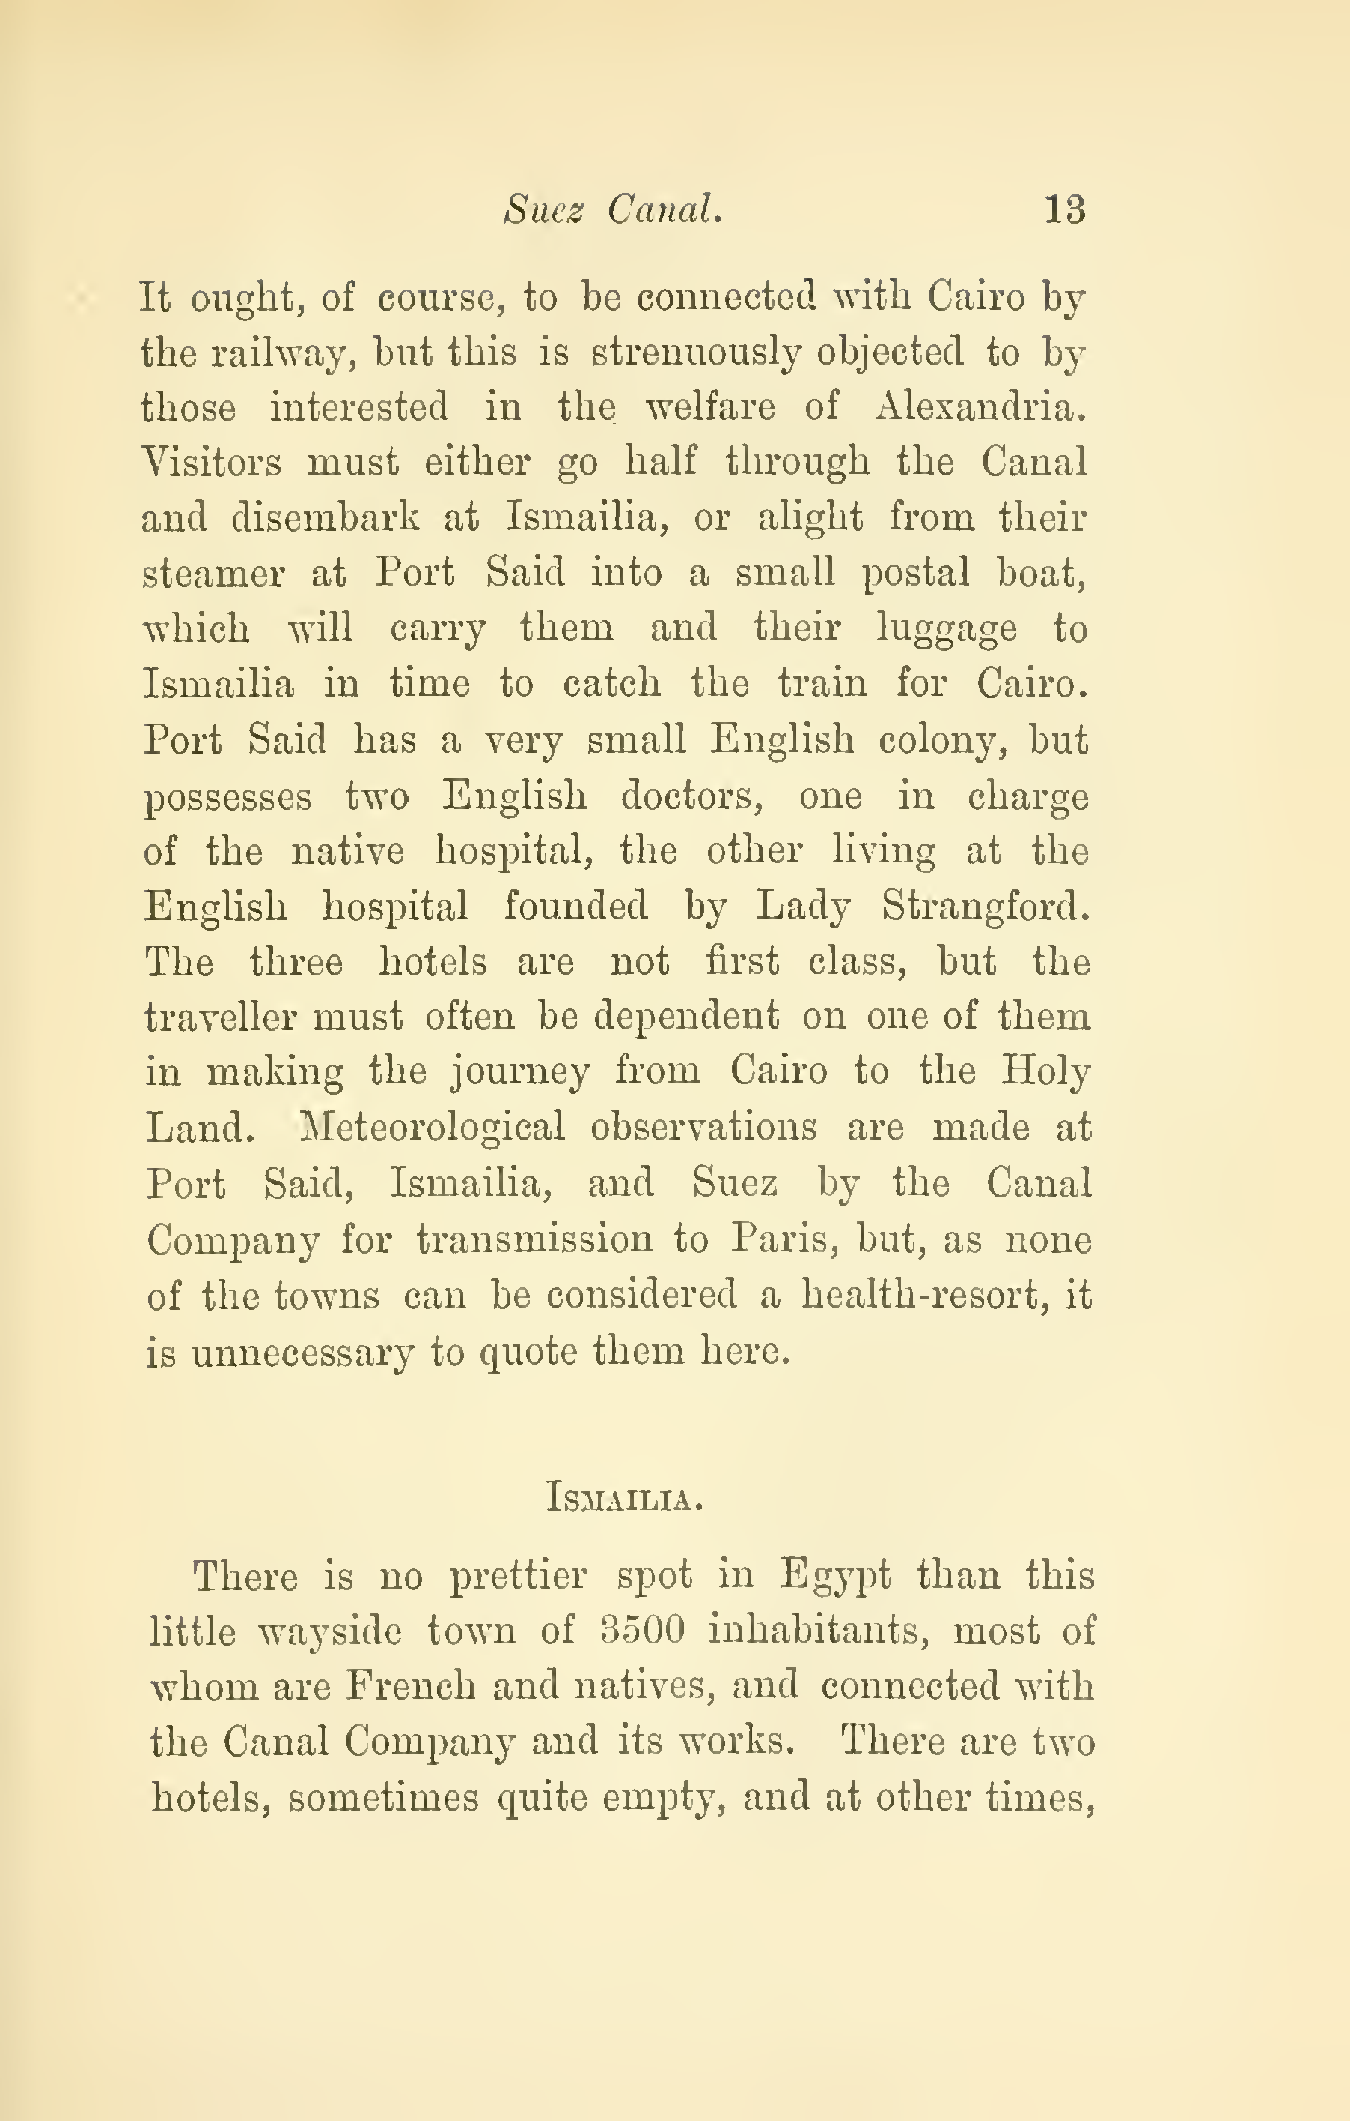 Suez Canal. 13
It ought, of course, to be connected with Cairo by
the railway, but this is strenuously objected to by
those interested in the welfare of Alexandria.
Visitors must either go half through the Canal
and disembark at Ismailia, or alight from their
steamer at Port Said into a small postal boat,
which will carry them and their luggage to
Ismailia in time to catch the train for Cairo.
Port Said has a very small English colony, but
possesses two English doctors, one in charge
of the native hospital, the other living at the
English hospital founded by Lady Strangford.
The three hotels are not first class, but the
traveller must often be dependent on one of them
in making the journey from Cairo to the Holy
Land. Meteorological observations are made at
Port Said, Ismailia, and Suez by the Canal
Company for transmission to Paris, but, as none
of the towns can be considered a health-resort, it
is unnecessary to quote them here.
Ismailia.
There is no prettier spot in Egypt than this
little wayside town of 3500 inhabitants, most of
whom are French and natives, and connected with
the Canal Company and its works. There are two
hotels, sometimes quite empty, and at other times,